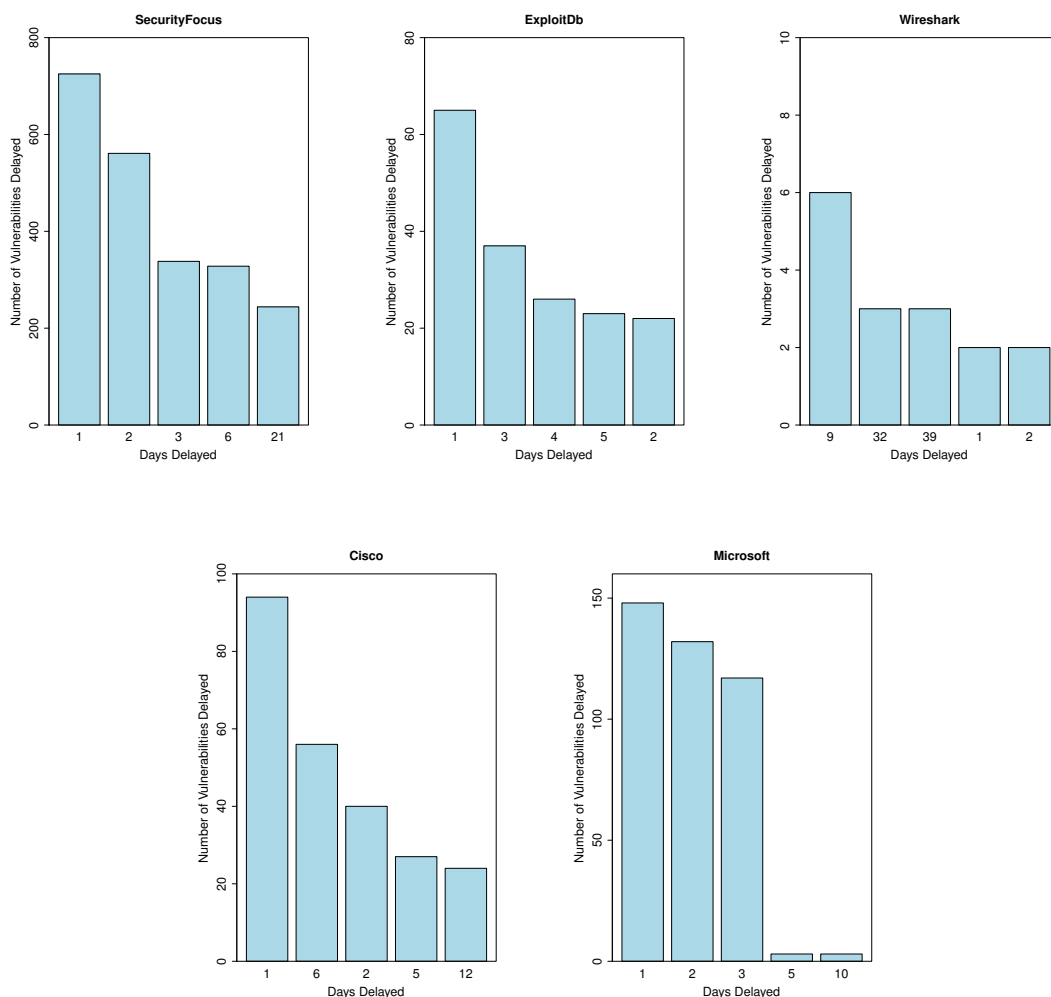 SecurityFocus
Number of Vulnerabilities Delayed
0
200
400
600
800
1 2 3 6 21
Days Delayed
ExploitDb
Number of Vulnerabilities Delayed
0
20
40
60
80
1 3 4 5 2
Days Delayed
Wireshark
Number of Vulnerabilities Delayed
0
2
4
6
8
10
9 32 39 1 2
Days Delayed
Cisco
Number of Vulnerabilities Delayed
0
20
40
60
80
100
1 6 2 5 12
Days Delayed
Microsoft
Number of Vulnerabilities Delayed
0
50
100
150
1 2 3 5 10
Days Delayed